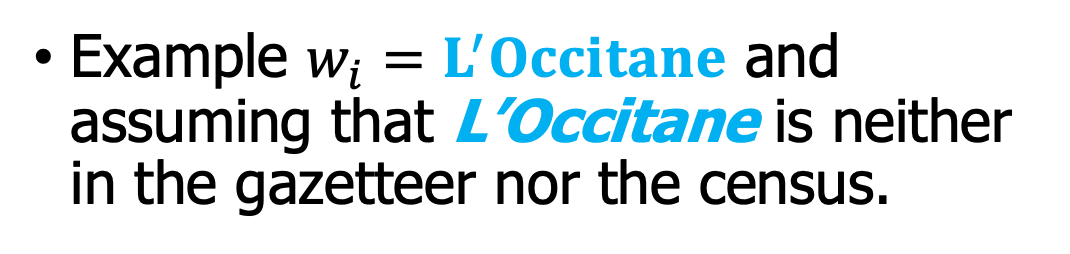 • Example wᵢ = L′Occitane and
assuming that L’Occitane is neither
in the gazetteer nor the census.